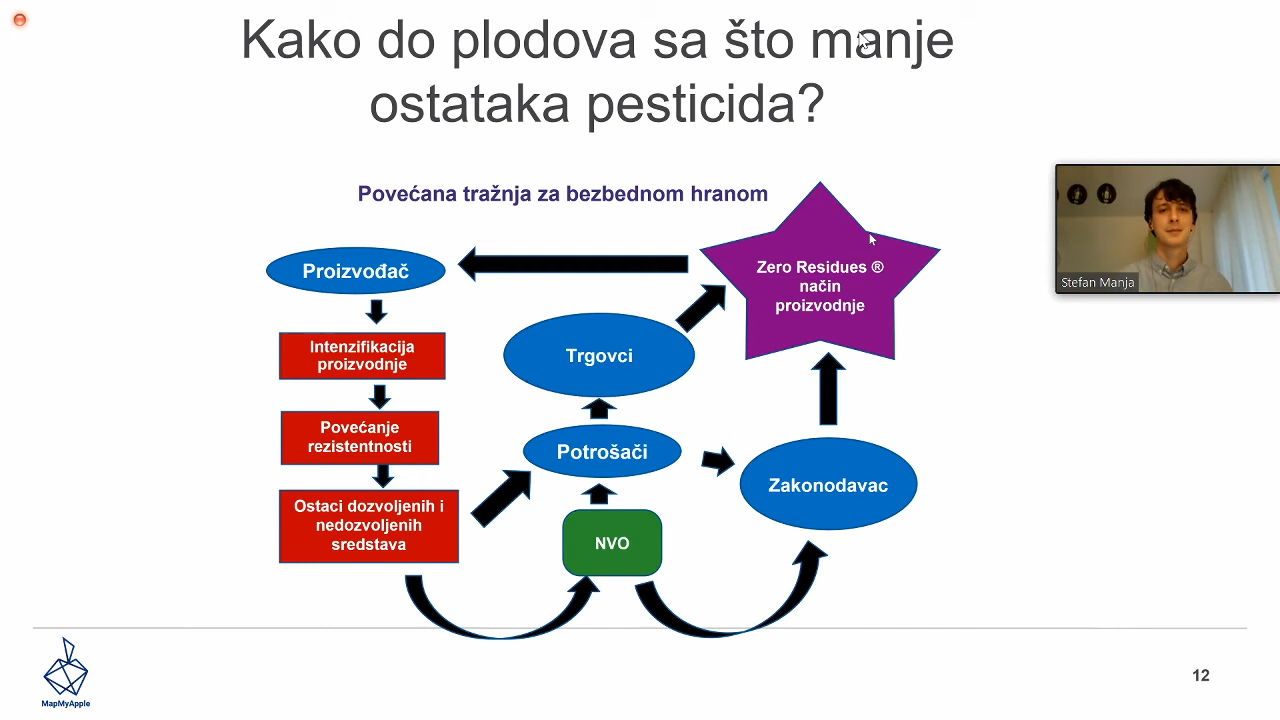 Kako do plodova sa što manje
ostataka pesticida?
Povećana tražnja za bezbednom hranom
Proizvođač
Zero Residues ®
način
proizvodnje
Intenzifikacija
proizvodnje
Trgovci
Povećanje
rezistentnosti
Potrošači
Zakonodavac
Ostaci dozvoljenih i
nedozvoljenih
sredstava
NVO
Stefan Manja
MapMyApple
12